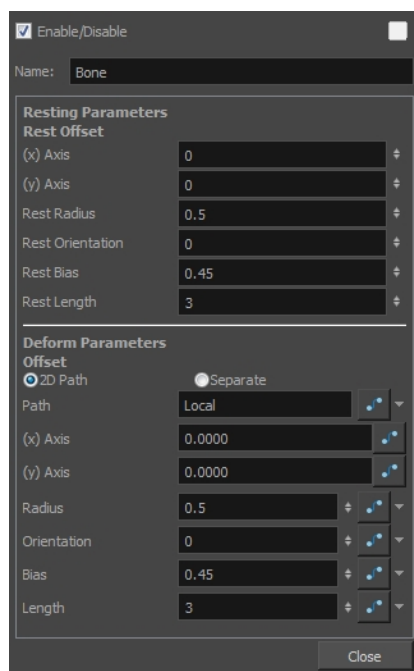 Enable/Disable
Name: Bone
Resting Parameters
Rest Offset
(x) Axis 0
(y) Axis 0
Rest Radius 0.5
Rest Orientation 0
Rest Bias 0.45
Rest Length 3
Deform Parameters
Offset
2D Path Separate
Path Local
(x) Axis 0.0000
(y) Axis 0.0000
Radius 0.5
Orientation 0
Bias 0.45
Length 3
Close